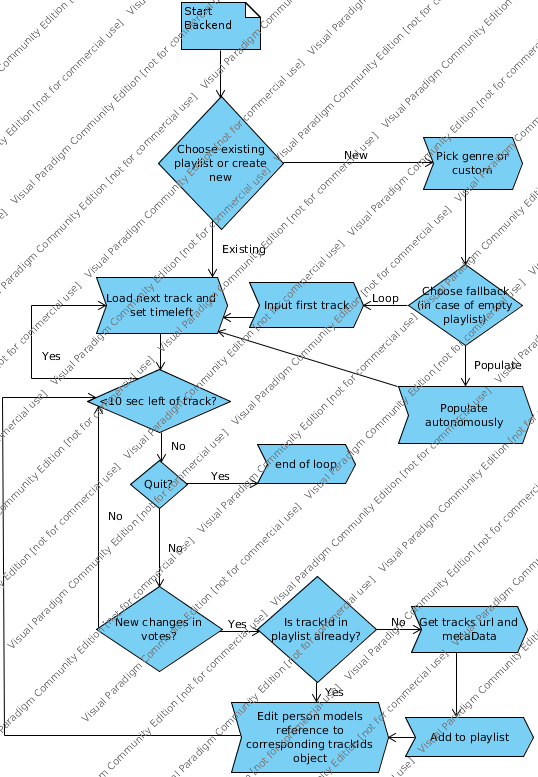 Start
Backend
Choose existing
playlist or create
new
New
Pick genre or
custom
Existing
Load next track and
set timeleft
Input first track
Loop
Choose fallback
(in case of empty
playlist)
Yes
Populate
<10 sec left of track?
Populate
autonomously
No
Quit?
Yes
end of loop
No
No
New changes in
votes?
Yes
Is trackId in
playlist already?
No
Get tracks url and
metaData
Yes
Edit person models
reference to
corresponding trackIds
object
Add to playlist
Visual Paradigm Community Edition [not for commercial use]